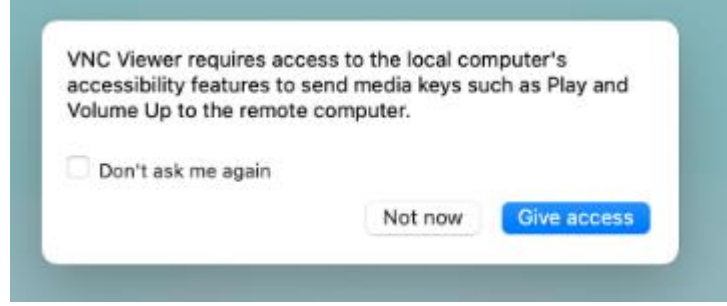 VNC Viewer requires access to the local computer's
accessibility features to send media keys such as Play and
Volume Up to the remote computer.
Don't ask me again
Not now
Give access